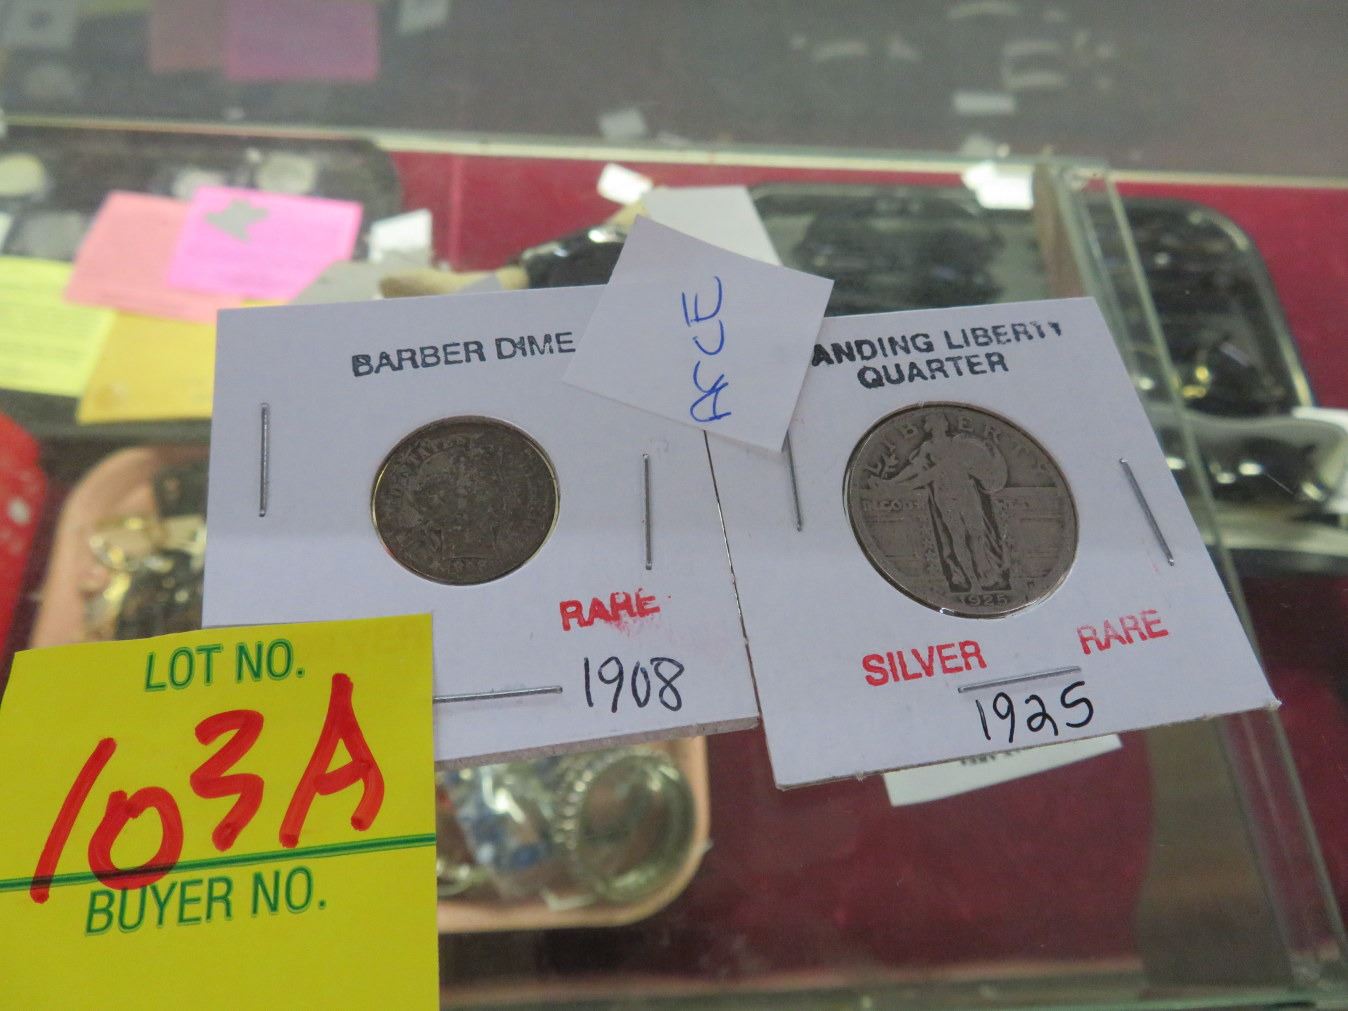 BARBER DIME
RARE
1908
ANDING LIBERTY
QUARTER
LIBERTY
1925
SILVER
RARE
1925
LOT NO.
103A
BUYER NO.